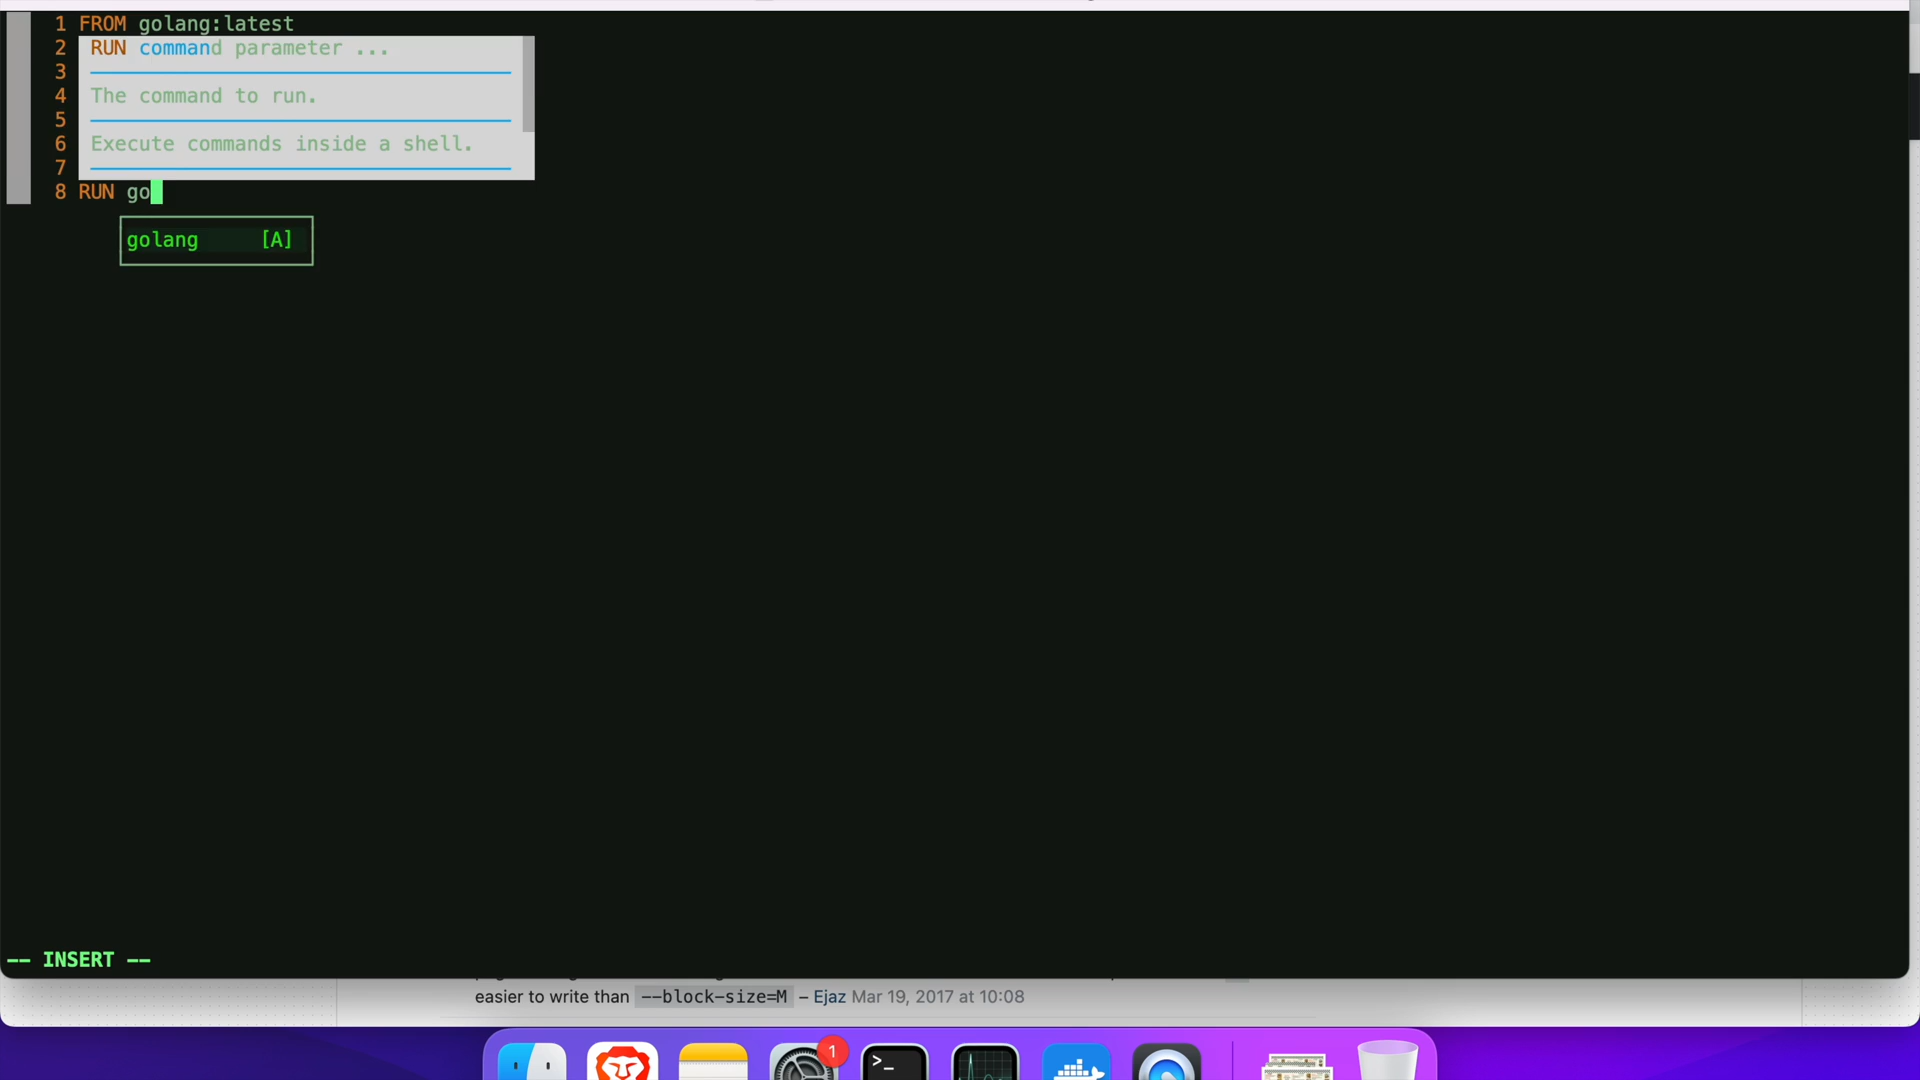 1 FROM golang:latest
2 RUN command parameter ...
3
4 The command to run.
5
6 Execute commands inside a shell.
7
8 RUN go
golang [A]
-- INSERT --
easier to write than --block-size=M – Ejaz Mar 19, 2017 at 10:08
1
>_